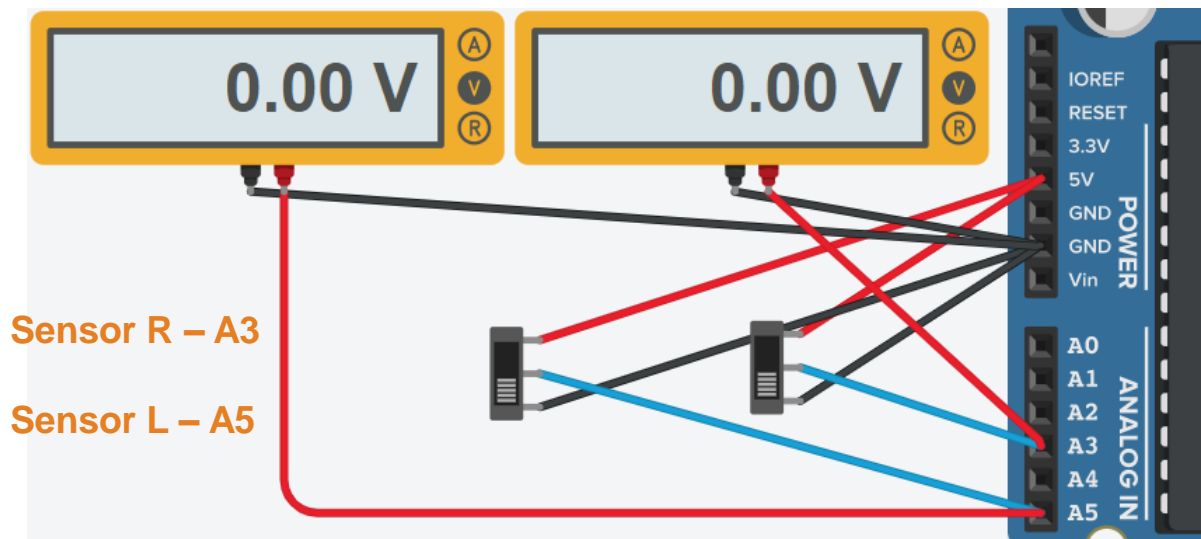 0.00 V
A
V
R
0.00 V
A
V
R
IOREF
RESET
3.3V
5V
GND
GND
Vin
POWER
Sensor R – A3
Sensor L – A5
A0
A1
A2
A3
A4
A5
ANALOG IN